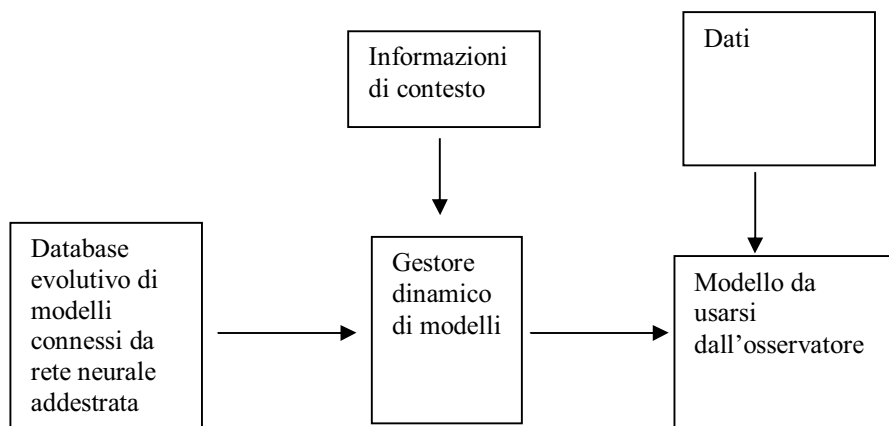 Informazioni
di contesto
Dati
Database
evolutivo di
modelli
connessi da
rete neurale
addestrata
Gestore
dinamico
di modelli
Modello da
usarsi
dall’osservatore